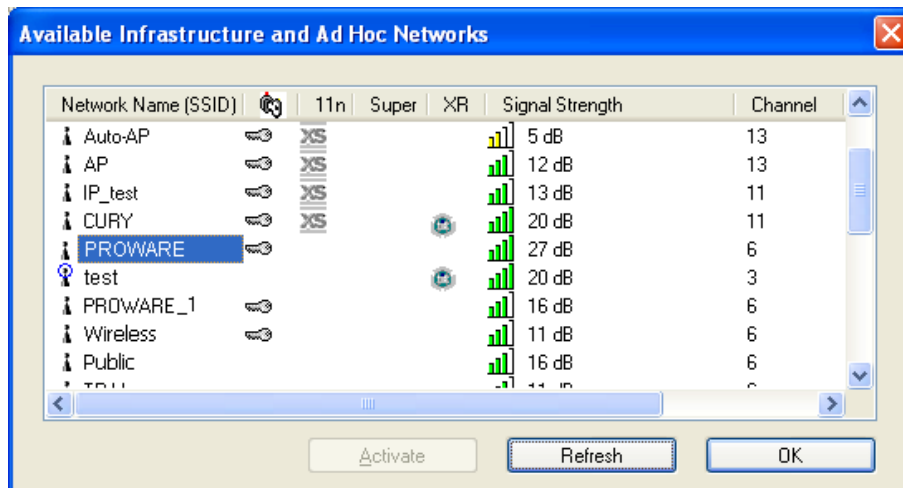 Available Infrastructure and Ad Hoc Networks
Network Name (SSID) 11n Super XR Signal Strength Channel
Auto-AP XS 5 dB 13
AP XS 12 dB 13
IP_test XS 13 dB 11
CURY XS 20 dB 11
PROWARE 27 dB 6
test 20 dB 3
PROWARE_1 16 dB 6
Wireless 11 dB 6
Public 16 dB 6
Activate Refresh OK